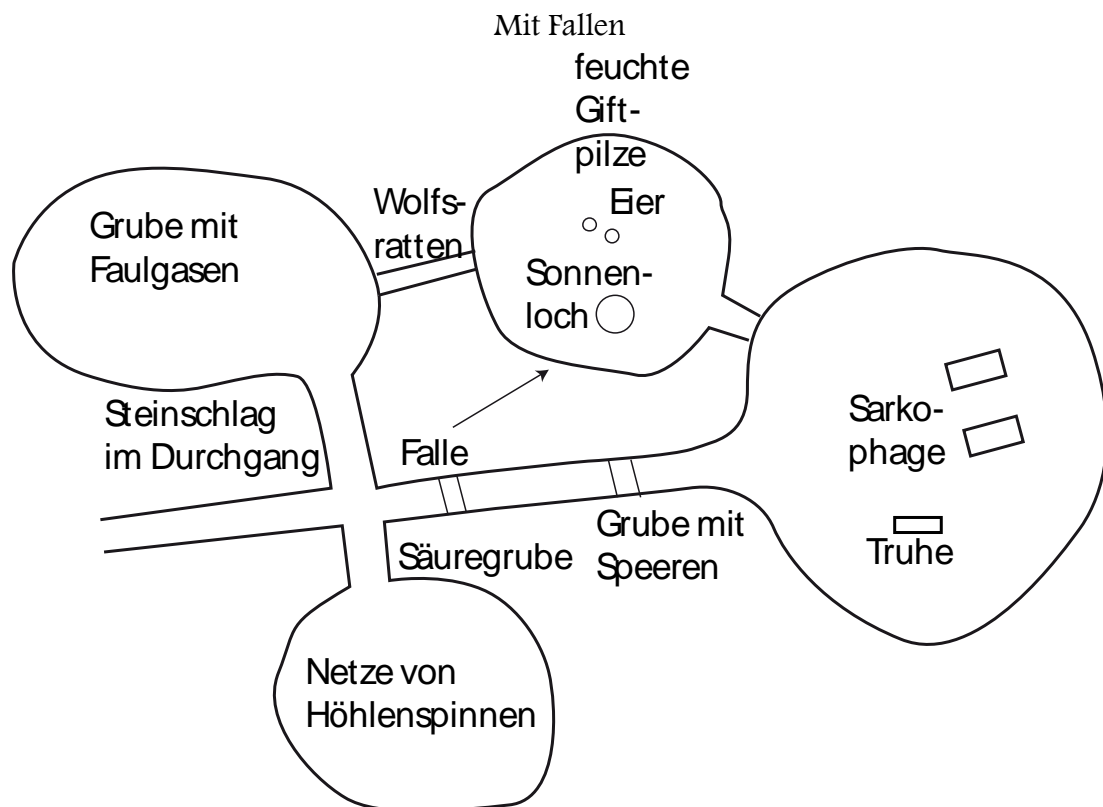 Mit Fallen
feuchte
Gift-
pilze
Eier
Wolfs-
ratten
Grube mit
Faulgasen
Sonnen-
loch
Steinschlag
im Durchgang
Falle
Sarko-
phage
Säuregrube
Grube mit
Speeren
Truhe
Netze von
Höhlenspinnen